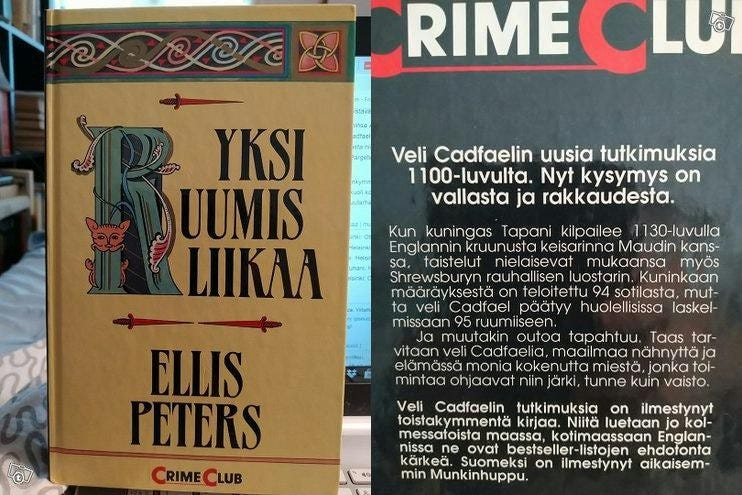 YKSI
RUUMIS
LIIKAA
ELLIS
PETERS
CRIME CLUB
CRIME CLUB
Veli Cadfaelin uusia tutkimuksia
1100-luvulta. Nyt kysymys on
vallasta ja rakkaudesta.
Kun kuningas Tapani kilpailee 1130-luvulla
Englannin kruunusta keisarinna Maudin kans-
sa, taistelut nielaisevat mukaansa myös
Shrewsburyn rauhallisen luostarin. Kuninkaan
määräyksestä on teloitettu 94 sotilasta, mut-
ta veli Cadfael päätyy huolellisissa laskel-
missaan 95 ruumiiseen.
Ja muutakin outoa tapahtuu. Taas tar-
vitaan veli Cadfaelia, maailmaa nähnyttä ja
elämässä monia kokenutta miestä, jonka toi-
mintaa ohjaavat niin järki, tunne kuin vaisto.
Veli Cadfaelin tutkimuksia on ilmestynyt
toistakymmentä kirjaa. Niitä luetaan jo kol-
messatoista maassa, kotimaassaan Englan-
nissa ne ovat bestseller-listojen ehdotonta
kärkeä. Suomeksi on ilmestynyt aikaisem-
min Munkinhuppu.